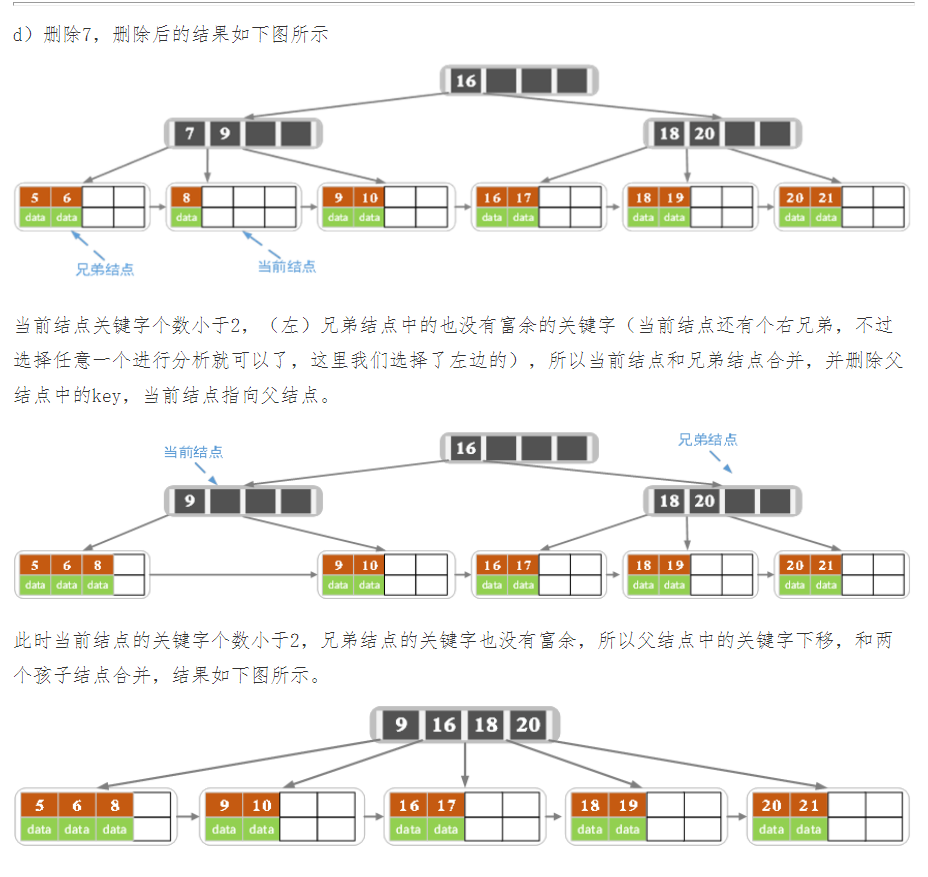 d）删除7，删除后的结果如下图所示
16
7 9
18 20
5 6
8
9 10
16 17
18 19
20 21
data data
data
data data
data data
data data
data data
兄弟结点
当前结点
当前结点关键字个数小于2，（左）兄弟结点中的也没有富余的关键字（当前结点还有个右兄弟，不过
选择任意一个进行分析就可以了，这里我们选择了左边的），所以当前结点和兄弟结点合并，并删除父
结点中的key，当前结点指向父结点。
当前结点
16
兄弟结点
9
18 20
5 6 8
9 10
16 17
18 19
20 21
data data data
data data
data data
data data
data data
此时当前结点的关键字个数小于2，兄弟结点的关键字也没有富余，所以父结点中的关键字下移，和两
个孩子结点合并，结果如下图所示。
9 16 18 20
5 6 8
9 10
16 17
18 19
20 21
data data data
data data
data data
data data
data data